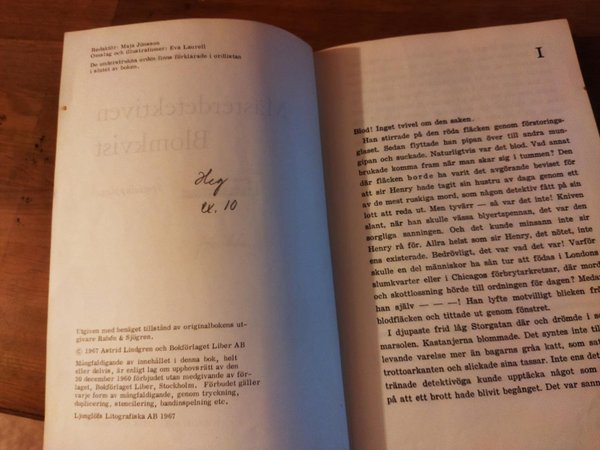 Redaktör: Maja Jönsson
Omslag och illustrationer: Eva Laurell
De understrukna orden finns förklarade i ordlistan
i slutet av boken.
Mästerdetektiven
Blomkvist
Heg
ex. 10
Utgiven med benäget tillstånd av originalbokens ut-
givare Rabén & Sjögren.
© 1967 Astrid Lindgren och Bokförlaget Liber AB
Mångfaldigande av innehållet i denna bok, helt
eller delvis, är enligt lag om upphovsrätt av den
30 december 1960 förbjudet utan medgivande av för-
laget, Bokförlaget Liber, Stockholm. Förbudet gäller
varje form av mångfaldigande, genom tryckning,
duplicering, stencilering, bandinspelning etc.
Ljunglöfs Litografiska AB 1967
1
Blod! Inget tvivel om den saken.
Han stirrade på den röda fläcken genom förstorings-
glaset. Sedan flyttade han pipan över till andra mun-
gipan och suckade. Naturligtvis var det blod. Vad annat
brukade komma fram när man skar sig i tummen? Den
där fläcken borde ha varit det avgörande beviset för
att sir Henry hade tagit sin hustru av daga genom ett
av de mest ruskiga mord, som någon detektiv fått på sin
lott att reda ut. Men tyvärr — så var det inte! Kniven
slant, när han skulle vässa blyertspennan, det var den
sorgliga sanningen. Och det kunde minsann inte sir
Henry rå för. Allra helst som sir Henry, det nötet, inte
ens existerade. Bedrövligt, det var vad det var! Varför
skulle en del människor ha sån tur att födas i Londons
slumkvarter eller i Chicagos förbrytarkretsar, där mord
och skottlossning hörde till ordningen för dagen? Meda
han själv — — —! Han lyfte motvilligt blicken frå
blodfläcken och tittade ut genom fönstret.
I djupaste frid låg Storgatan där och drömde i so
marsolen. Kastanjerna blommade. Det syntes inte till
levande varelse mer än bagarns gråa katt, som sat
trottoarkanten och slickade sina tassar. Inte ens det
tränade detektivöga kunde upptäcka något som
på att ett brott hade blivit begånget. Det var sann